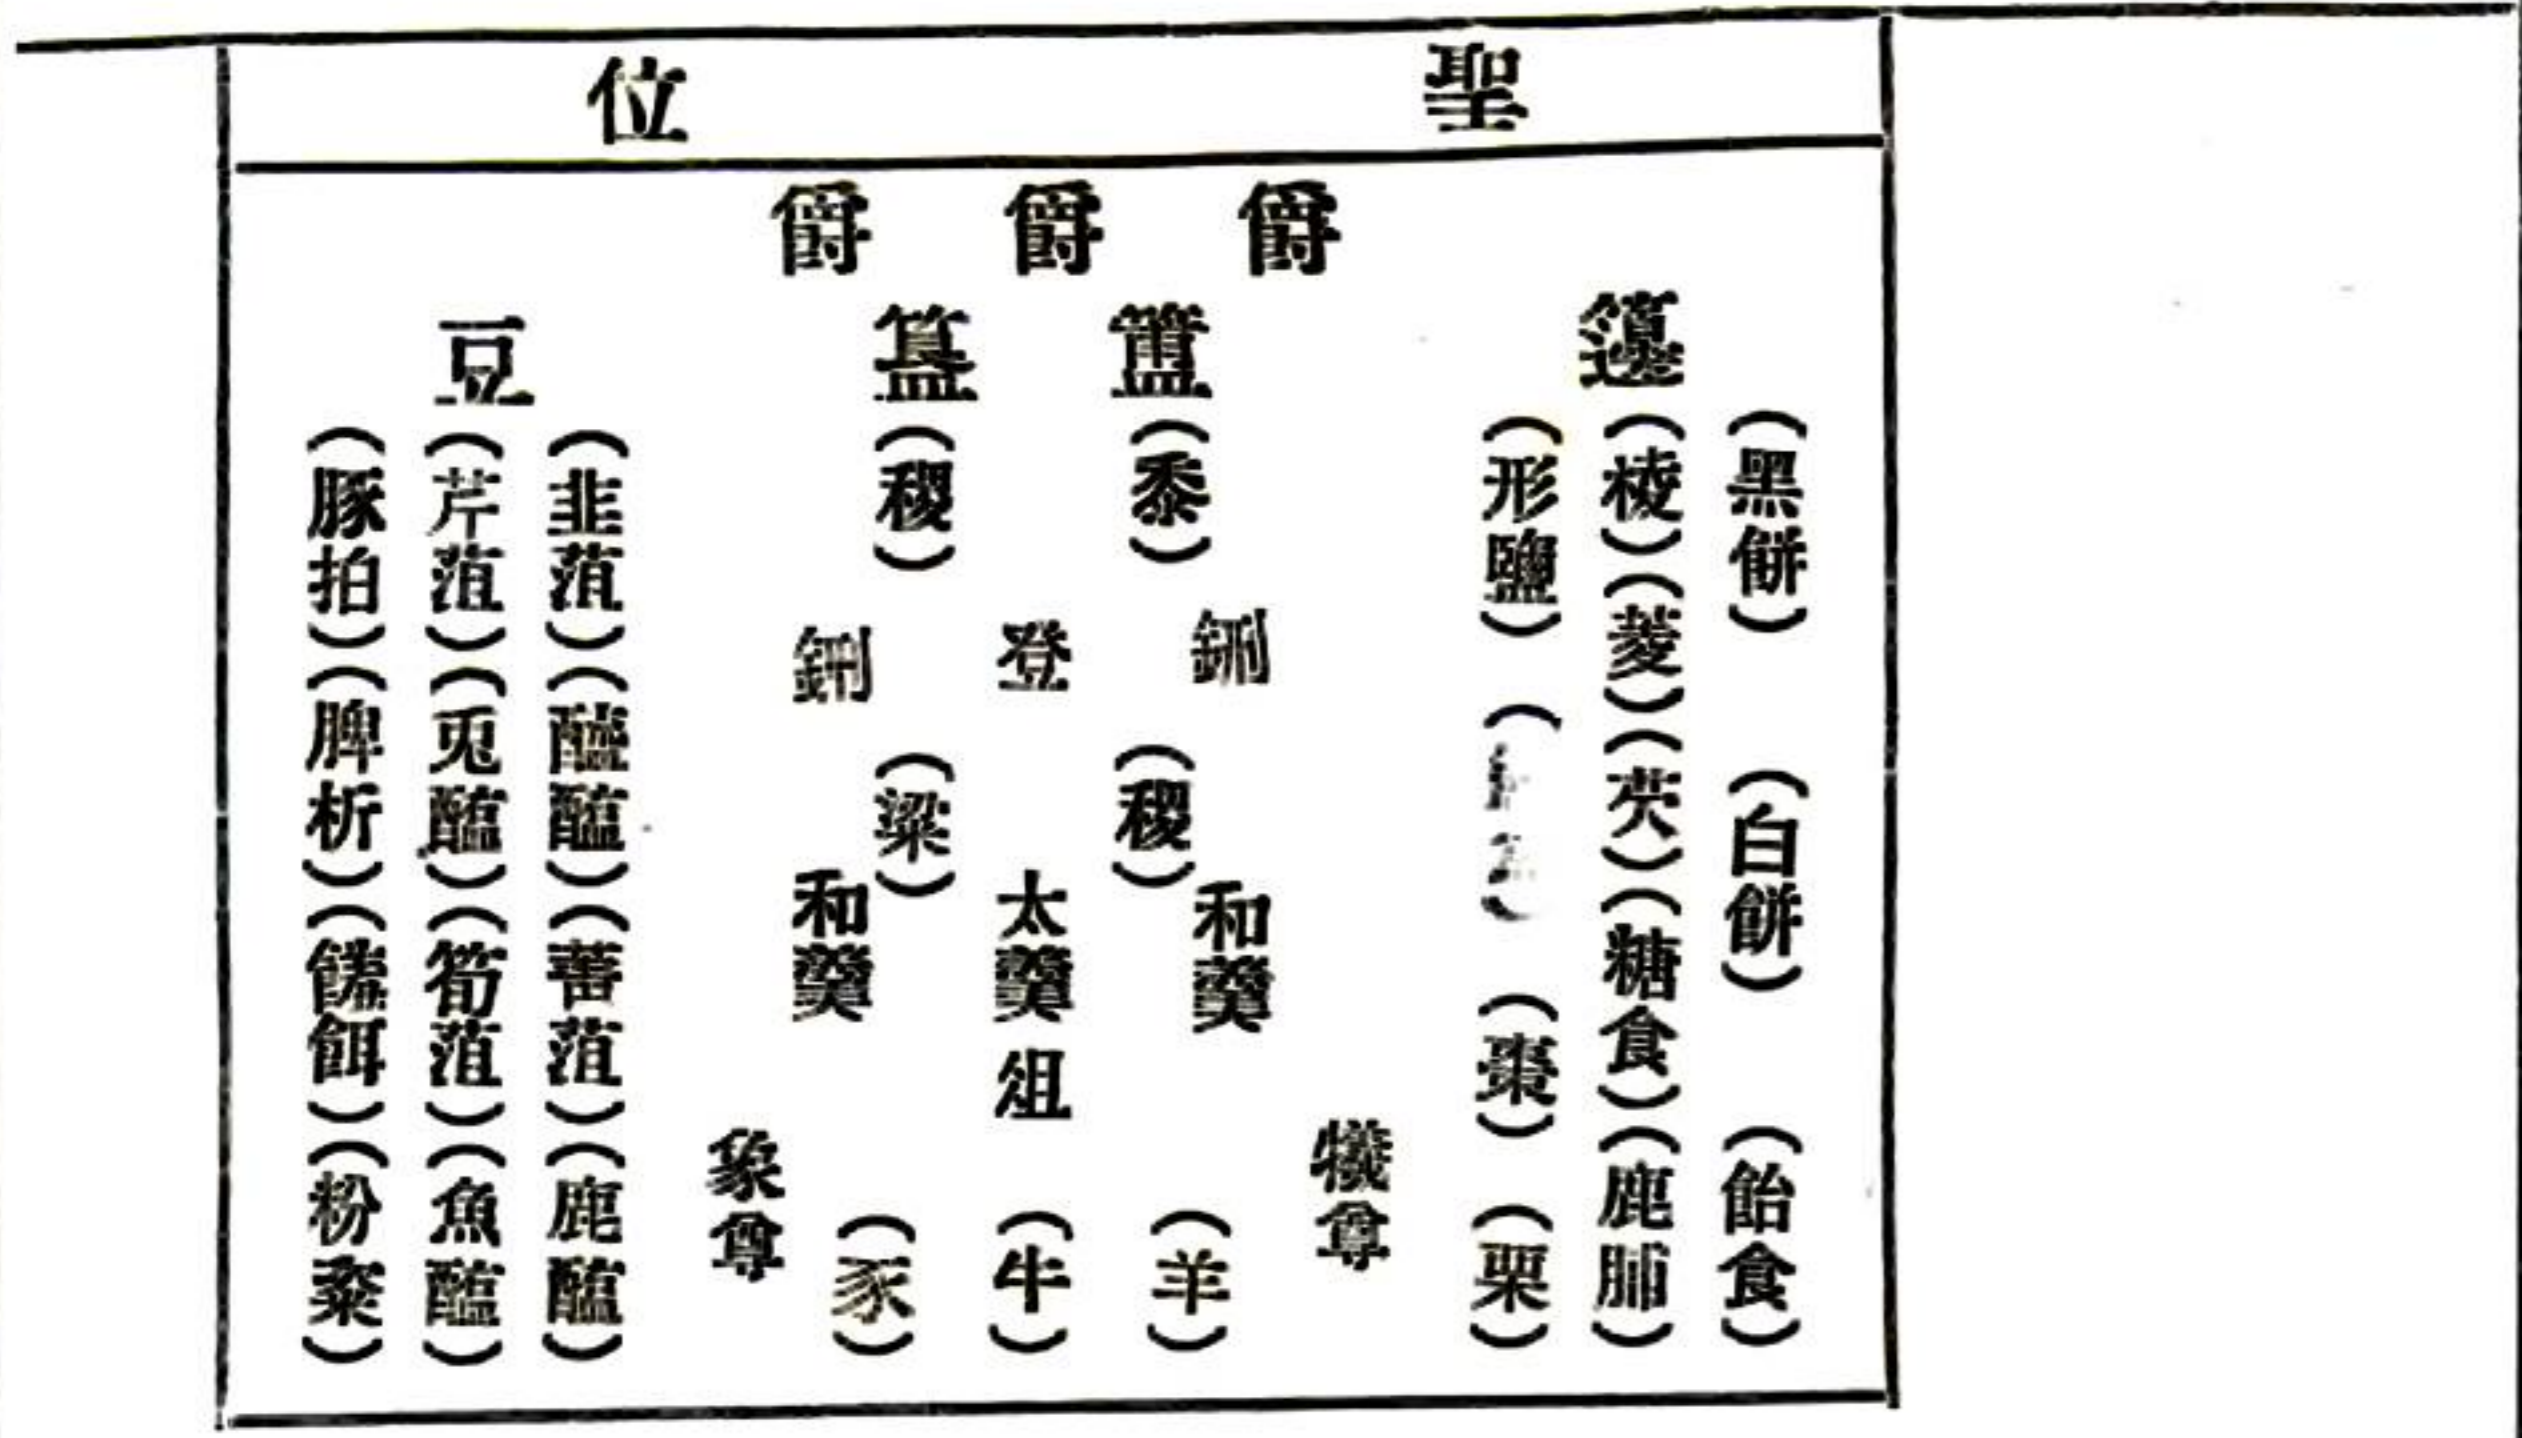 聖位
爵 爵 爵
籩
(黑餅)(白餅)(飴食)
(棱)(菱)(芡)(糖食)(鹿脯)
(形鹽)( )(棗)(栗)
犧尊
簠
(黍)
(稷)
簋
(稷)
(粱)
鉶
和羹
登
太羹
鉶
和羹
俎
(羊)
(牛)
(豕)
象尊
豆
(韭菹)(醓醢)(菁菹)(鹿醢)
(芹菹)(兎醢)(筍菹)(魚醢)
(豚拍)(脾析)(餌)(粉粢)